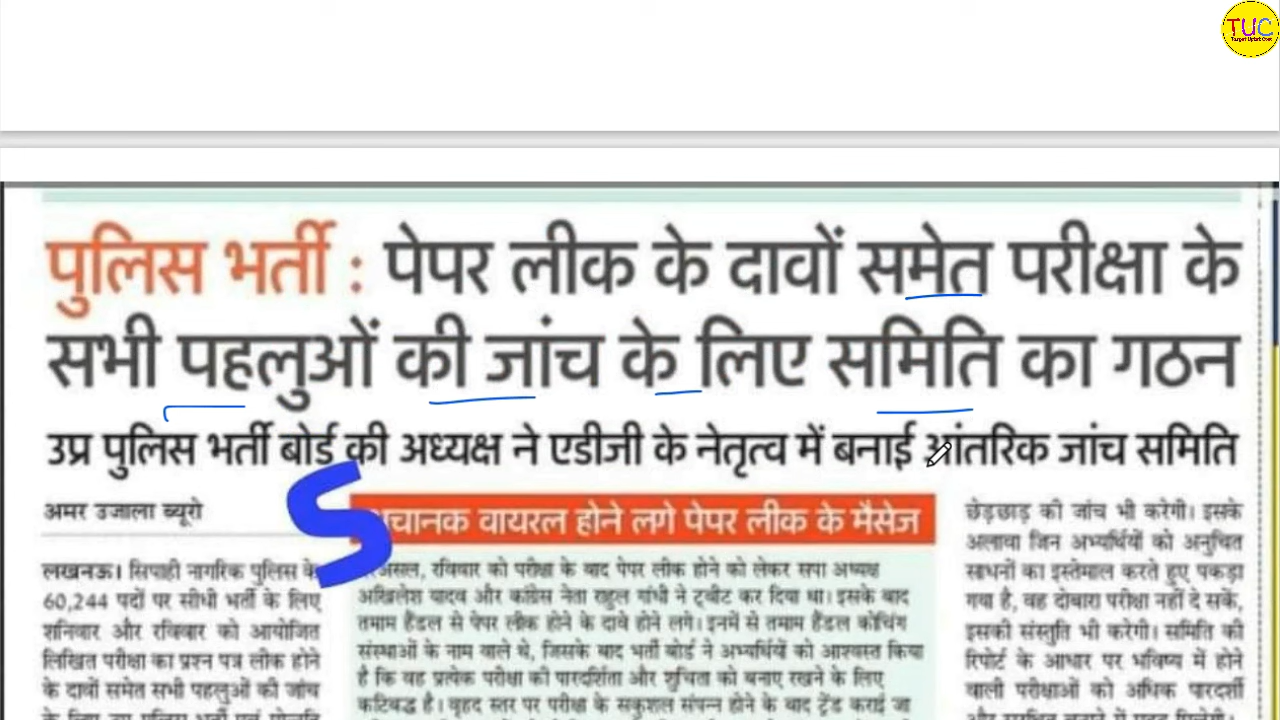 TUC
Target Uptet Ctet
पुलिस भर्ती : पेपर लीक के दावों समेत परीक्षा के
सभी पहलुओं की जांच के लिए समिति का गठन
उप्र पुलिस भर्ती बोर्ड की अध्यक्ष ने एडीजी के नेतृत्व में बनाई आंतरिक जांच समिति
अमर उजाला ब्यूरो
लखनऊ। सिपाही नागरिक पुलिस के
60,244 पदों पर सीधी भर्ती के लिए
शनिवार और रविवार को आयोजित
लिखित परीक्षा का प्रश्न पत्र लीक होने
के दावों समेत सभी पहलुओं की जांच
S
अचानक वायरल होने लगे पेपर लीक के मैसेज
दरअसल, रविवार को परीक्षा के बाद पेपर लीक होने को लेकर सपा अध्यक्ष
अखिलेश यादव और कांग्रेस नेता राहुल गांधी ने ट्वीट कर दिया था। इसके बाद
तमाम हैंडल से पेपर लीक होने के दावे होने लगे। इनमें से तमाम हैंडल कोचिंग
संस्थाओं के नाम वाले थे, जिसके बाद भर्ती बोर्ड ने अभ्यर्थियों को आश्वस्त किया
है कि वह प्रत्येक परीक्षा की पारदर्शिता और शुचिता को बनाए रखने के लिए
कटिबद्ध है। वृहद स्तर पर परीक्षा के सकुशल संपन्न होने के बाद ट्रेंड कराई जा
छेड़छाड़ की जांच भी करेगी। इसके
अलावा जिन अभ्यर्थियों को अनुचित
साधनों का इस्तेमाल करते हुए पकड़ा
गया है, वह दोबारा परीक्षा नहीं दे सकें,
इसकी संस्तुति भी करेगी। समिति की
रिपोर्ट के आधार पर भविष्य में होने
वाली परीक्षाओं को अधिक पारदर्शी